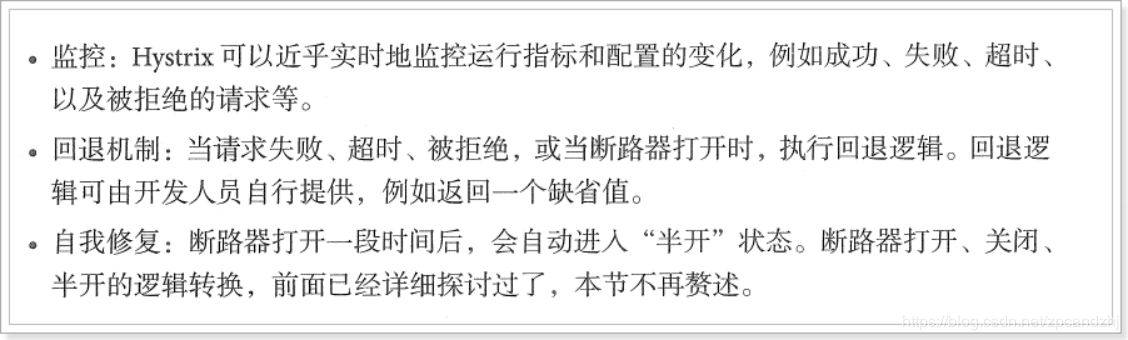 • 监控：Hystrix 可以近乎实时地监控运行指标和配置的变化，例如成功、失败、超时、
以及被拒绝的请求等。
• 回退机制：当请求失败、超时、被拒绝，或当断路器打开时，执行回退逻辑。回退逻
辑可由开发人员自行提供，例如返回一个缺省值。
• 自我修复：断路器打开一段时间后，会自动进入“半开”状态。断路器打开、关闭、
半开的逻辑转换，前面已经详细探讨过了，本节不再赘述。
https://blog.csdn.net/zpcandzhj